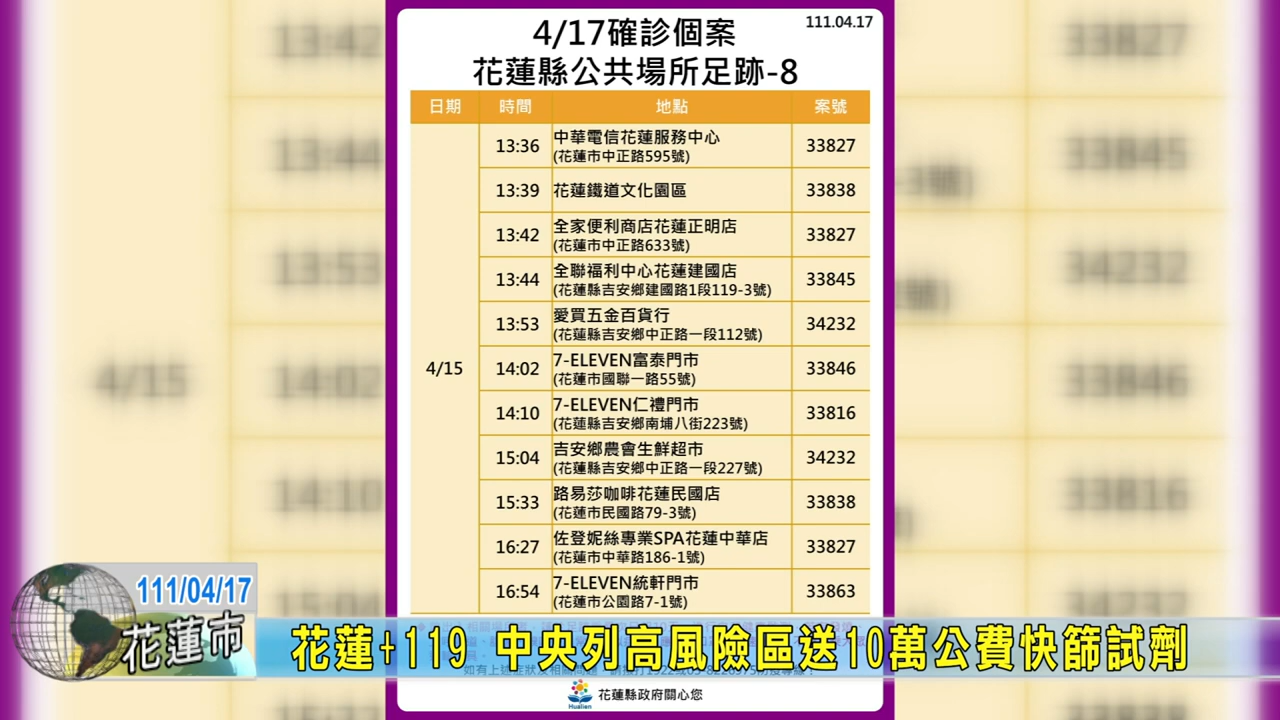 111.04.17
4/17確診個案
花蓮縣公共場所足跡-8
日期 時間 地點 案號
4/15
13:36 中華電信花蓮服務中心 33827
(花蓮市中正路595號)
13:39 花蓮鐵道文化園區 33838
13:42 全家便利商店花蓮正明店 33827
(花蓮市中正路633號)
13:44 全聯福利中心花蓮建國店 33845
(花蓮縣吉安鄉建國路1段119-3號)
13:53 愛買五金百貨行 34232
(花蓮縣吉安鄉中正路一段112號)
14:02 7-ELEVEN富泰門市 33846
(花蓮市國聯一路55號)
14:10 7-ELEVEN仁禮門市 33816
(花蓮縣吉安鄉南埔八街223號)
15:04 吉安鄉農會生鮮超市 34232
(花蓮縣吉安鄉中正路一段227號)
15:33 路易莎咖啡花蓮民國店 33838
(花蓮市民國路79-3號)
16:27 佐登妮絲專業SPA花蓮中華店 33827
(花蓮市中華路186-1號)
16:54 7-ELEVEN統軒門市 33863
(花蓮市公園路7-1號)
111/04/17
花蓮市
花蓮+119 中央列高風險區送10萬公費快篩試劑
Hualien 花蓮縣政府關心您